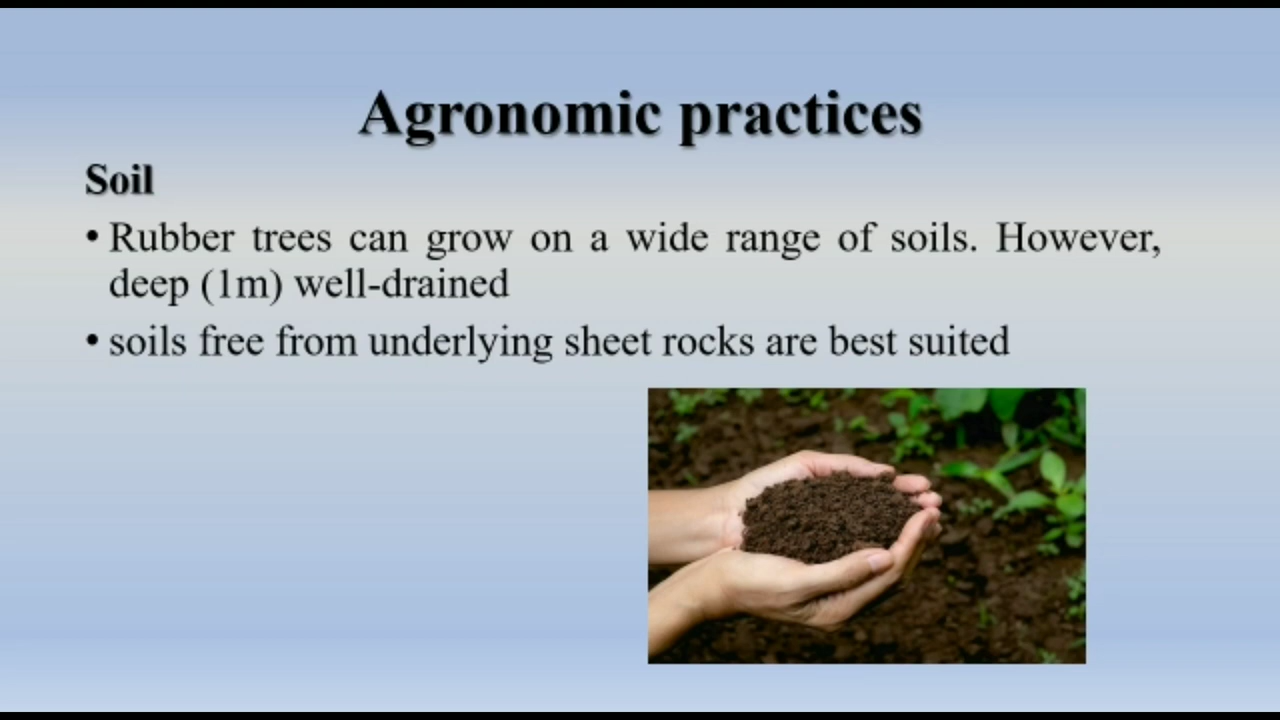 Agronomic practices
Soil
• Rubber trees can grow on a wide range of soils. However,
deep (1m) well-drained
• soils free from underlying sheet rocks are best suited